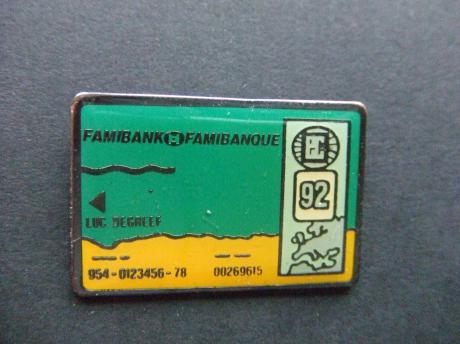 FAMIBANK FAMIBANQUE
EC
92
LUC DEGREEF
954-0123456-78 00269615